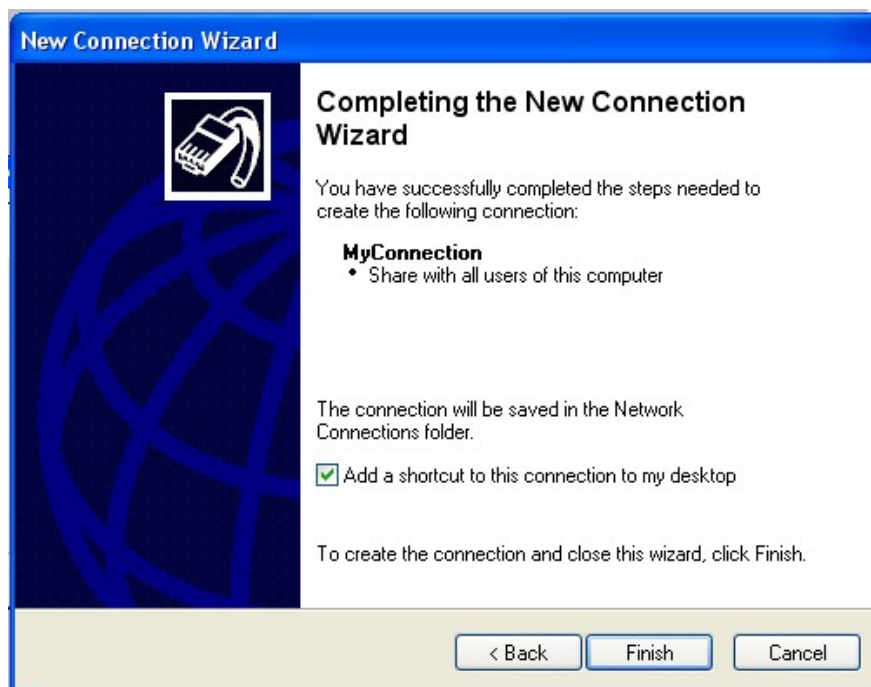 New Connection Wizard
Completing the New Connection
Wizard
You have successfully completed the steps needed to
create the following connection:
MyConnection
• Share with all users of this computer
The connection will be saved in the Network
Connections folder.
Add a shortcut to this connection to my desktop
To create the connection and close this wizard, click Finish.
< Back Finish Cancel